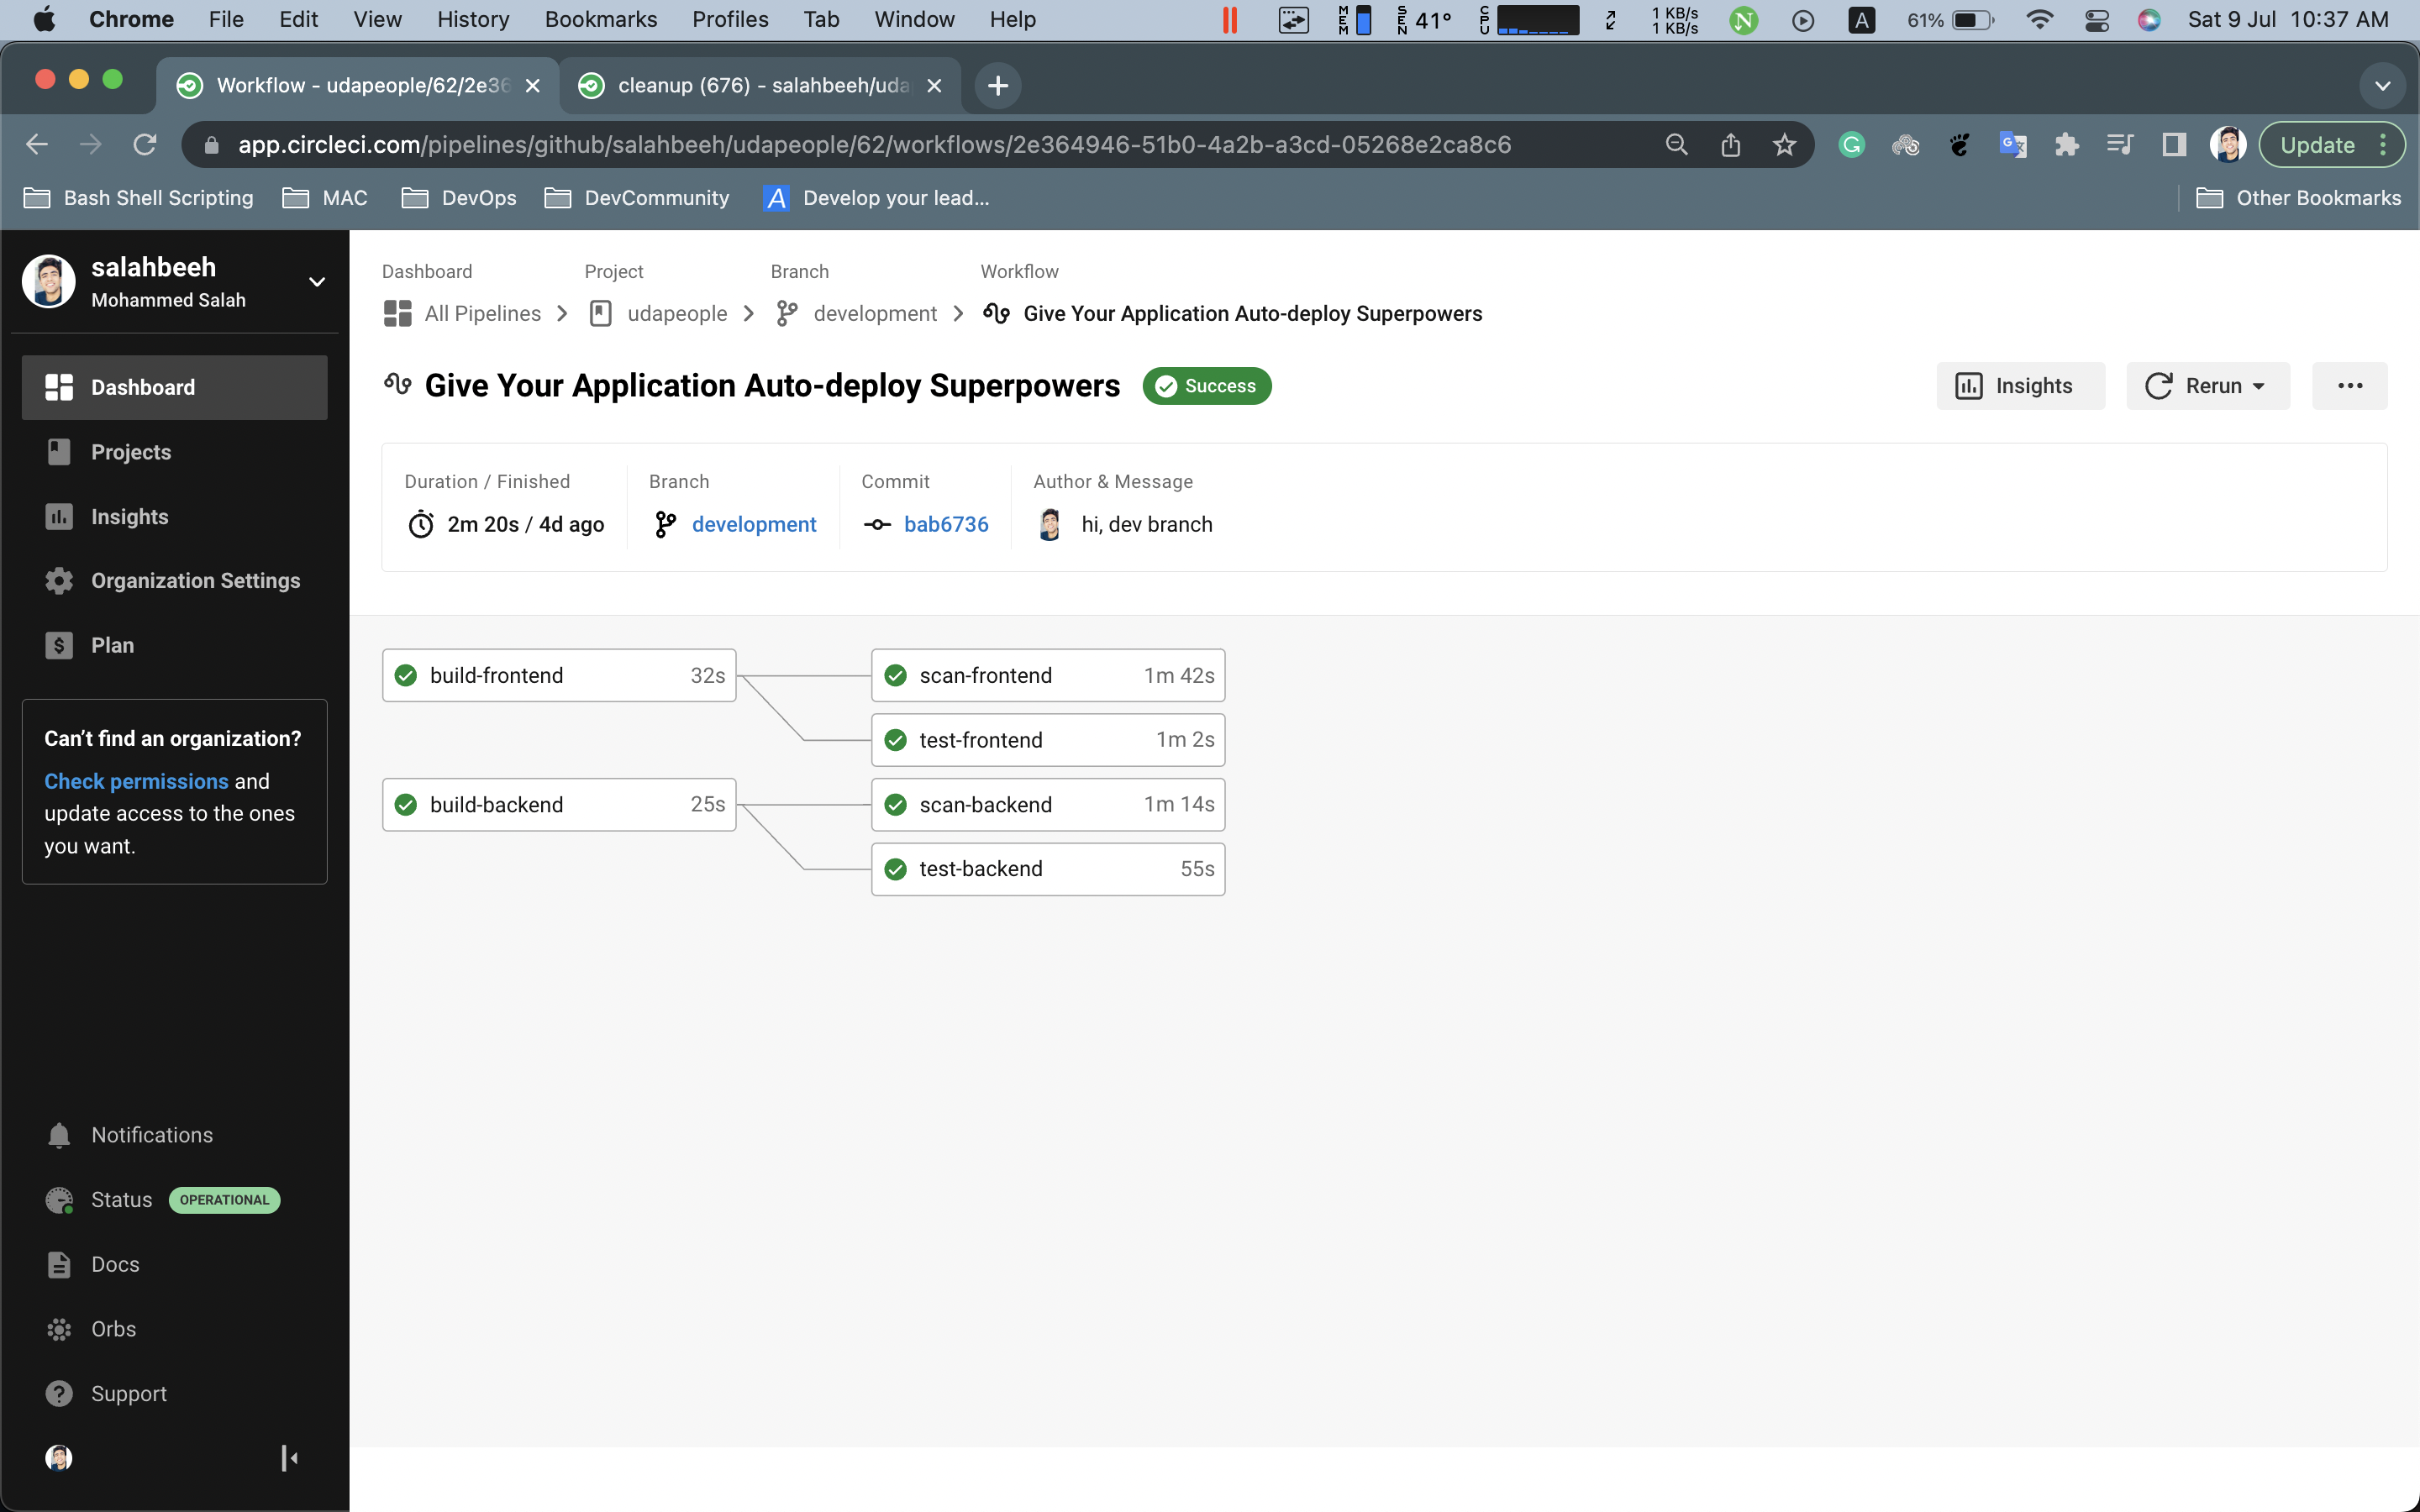 Chrome File Edit View History Bookmarks Profiles Tab Window Help MEM SEN 41° CPU 1 KB/s 1 KB/s N A 61% Sat 9 Jul 10:37 AM
Workflow - udapeople/62/2e36 cleanup (676) - salahbeeh/uda
app.circleci.com/pipelines/github/salahbeeh/udapeople/62/workflows/2e364946-51b0-4a2b-a3cd-05268e2ca8c6 Update
Bash Shell Scripting MAC DevOps DevCommunity A Develop your lead... Other Bookmarks
salahbeeh
Mohammed Salah
Dashboard
Projects
Insights
Organization Settings
Plan
Can't find an organization?
Check permissions and
update access to the ones
you want.
Notifications
Status OPERATIONAL
Docs
Orbs
Support
Dashboard Project Branch Workflow
All Pipelines udapeople development Give Your Application Auto-deploy Superpowers
Give Your Application Auto-deploy Superpowers Success Insights Rerun
Duration / Finished Branch Commit Author & Message
2m 20s / 4d ago development bab6736 hi, dev branch
build-frontend 32s scan-frontend 1m 42s
test-frontend 1m 2s
build-backend 25s scan-backend 1m 14s
test-backend 55s